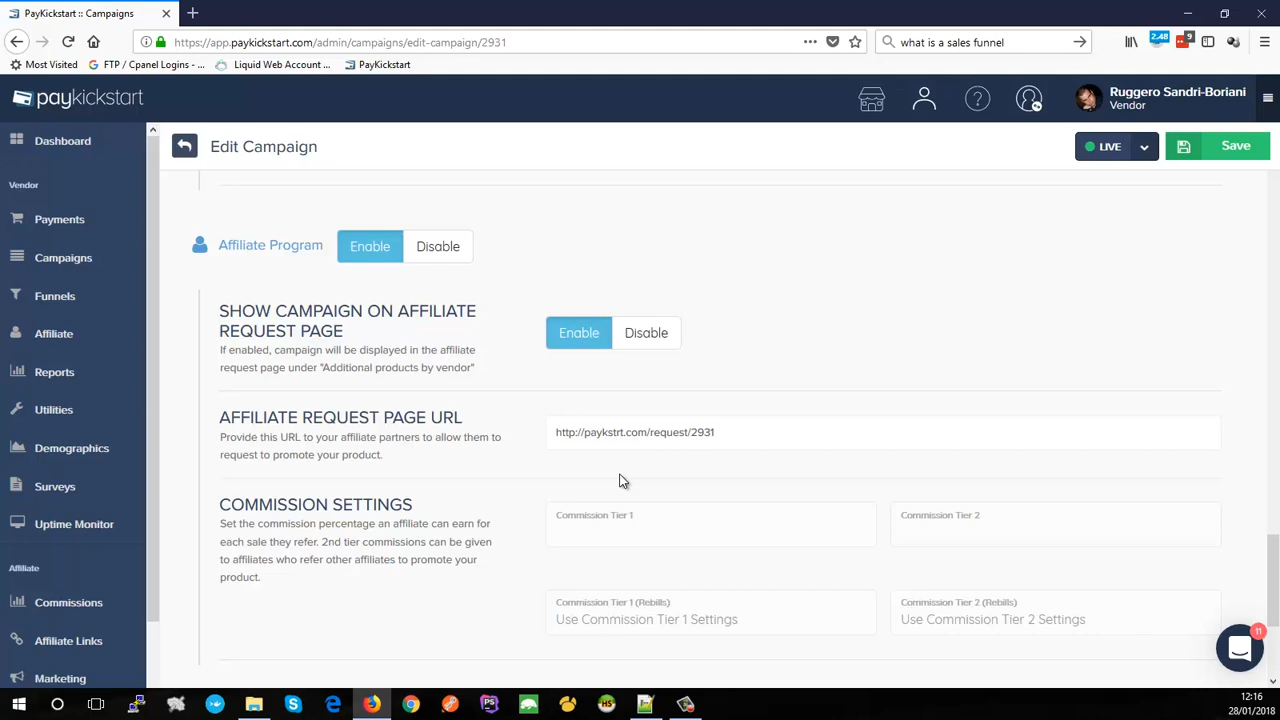 PayKickstart :: Campaigns
https://app.paykickstart.com/admin/campaigns/edit-campaign/2931
what is a sales funnel
2.48
9
Most Visited
FTP / Cpanel Logins - ...
Liquid Web Account ...
PayKickstart
paykickstart
Ruggero Sandri-Boriani
Vendor
Dashboard
Vendor
Payments
Campaigns
Funnels
Affiliate
Reports
Utilities
Demographics
Surveys
Uptime Monitor
Affiliate
Commissions
Affiliate Links
Marketing
Edit Campaign
LIVE
Save
Affiliate Program
Enable
Disable
SHOW CAMPAIGN ON AFFILIATE
REQUEST PAGE
If enabled, campaign will be displayed in the affiliate
request page under "Additional products by vendor"
Enable
Disable
AFFILIATE REQUEST PAGE URL
Provide this URL to your affiliate partners to allow them to
request to promote your product.
http://paykstrt.com/request/2931
COMMISSION SETTINGS
Set the commission percentage an affiliate can earn for
each sale they refer. 2nd tier commissions can be given
to affiliates who refer other affiliates to promote your
product.
Commission Tier 1
Commission Tier 2
Commission Tier 1 (Rebills)
Use Commission Tier 1 Settings
Commission Tier 2 (Rebills)
Use Commission Tier 2 Settings
11
PS
HS
12:16
28/01/2018